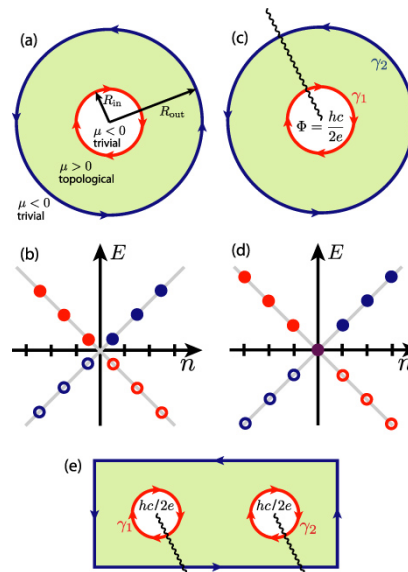 (a)
R_in
R_out
μ<0
trivial
μ>0
topological
μ<0
trivial
(c)
γ₂
γ₁
Φ = hc/2e
(b)
E
n
(d)
E
n
(e)
hc/2e
γ₁
hc/2e
γ₂